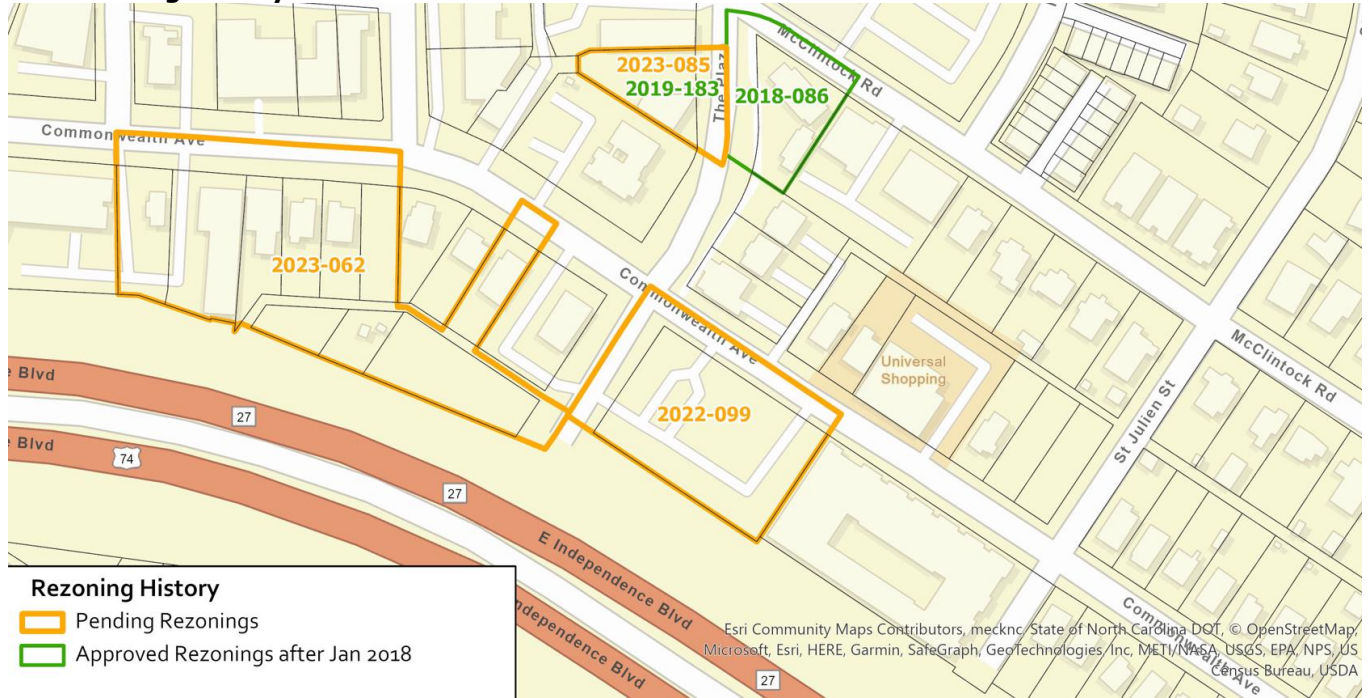 2023-085
2019-183
2018-086
McClintock Rd
The Plaz
Commonwealth Ave
2023-062
Commonwealth Ave
Universal
Shopping
McClintock Rd
St Julien St
2022-099
Blvd
27
Blvd
74
27
E Independence Blvd
Independence Blvd
27
Commonwealth Ave
Rezoning History
Pending Rezonings
Approved Rezonings after Jan 2018
Esri Community Maps Contributors, mecknc, State of North Carolina DOT, © OpenStreetMap,
Microsoft, Esri, HERE, Garmin, SafeGraph, GeoTechnologies, Inc, METI/NASA, USGS, EPA, NPS, US
Census Bureau, USDA